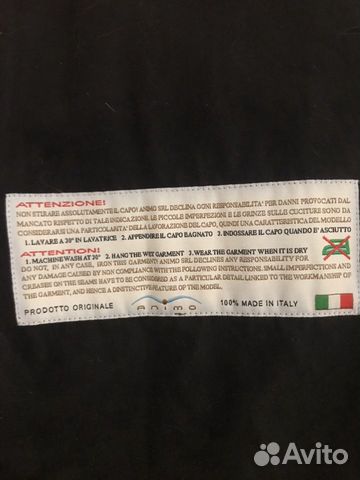 ATTENZIONE!
NON STIRARE ASSOLUTAMENTE IL CAPO! ANIMO SRL DECLINA OGNI RESPONSABILITA' PER DANNI PROVOCATI DAL
MANCATO RISPETTO DI TALE INDICAZIONE. LE PICCOLE IMPERFEZIONI E LE GRINZE SULLE CUCITURE SONO DA
CONSIDERARSI UNA PARTICOLARITA' DELLA LAVORAZIONE DEL CAPO, QUINDI UNA CARATTERISTICA DEL MODELLO
1. LAVARE A 30° IN LAVATRICE 2. APPENDERE IL CAPO BAGNATO 3. INDOSSARE IL CAPO QUANDO E' ASCIUTTO
ATTENTION!
1. MACHINE WASH AT 30° 2. HANG THE WET GARMENT 3. WEAR THE GARMENT WHEN IT IS DRY
DO NOT, IN ANY CASE, IRON THIS GARMENT! ANIMO SRL DECLINES ANY RESPONSIBILITY FOR
ANY DAMAGE CAUSED BY NON COMPLIANCE WITH THE FOLLOWING INSTRUCTIONS. SMALL IMPERFECTIONS AND
CREASES ON THE SEAMS HAVE TO BE CONSIDERED AS A PARTICULAR DETAIL LINKED TO THE WORKMANSHIP OF
THE GARMENT, AND HENCE A DINSTINCTIVE FEATURE OF THE MODEL.
PRODOTTO ORIGINALE
ANIMO
100% MADE IN ITALY
Avito